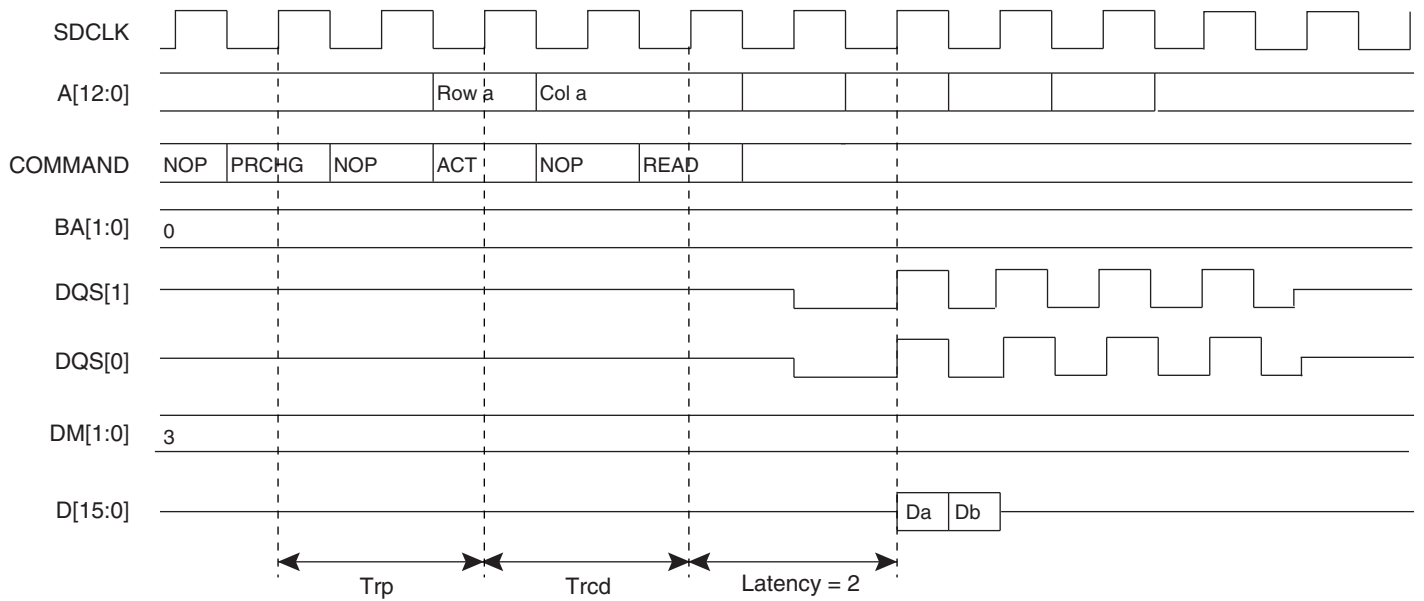 SDCLK
A[12:0] Row a Col a
COMMAND NOP PRCHG NOP ACT NOP READ
BA[1:0] 0
DQS[1]
DQS[0]
DM[1:0] 3
D[15:0] Da Db
Trp Trcd Latency = 2